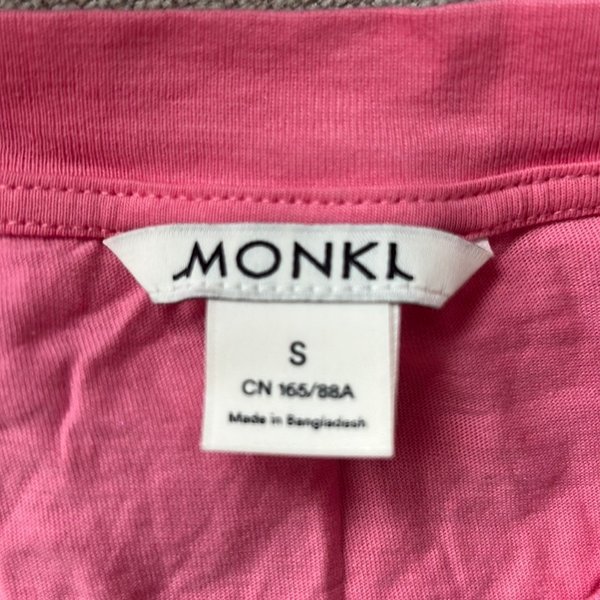 MONKI
S
CN 165/88A
Made in Bangladesh